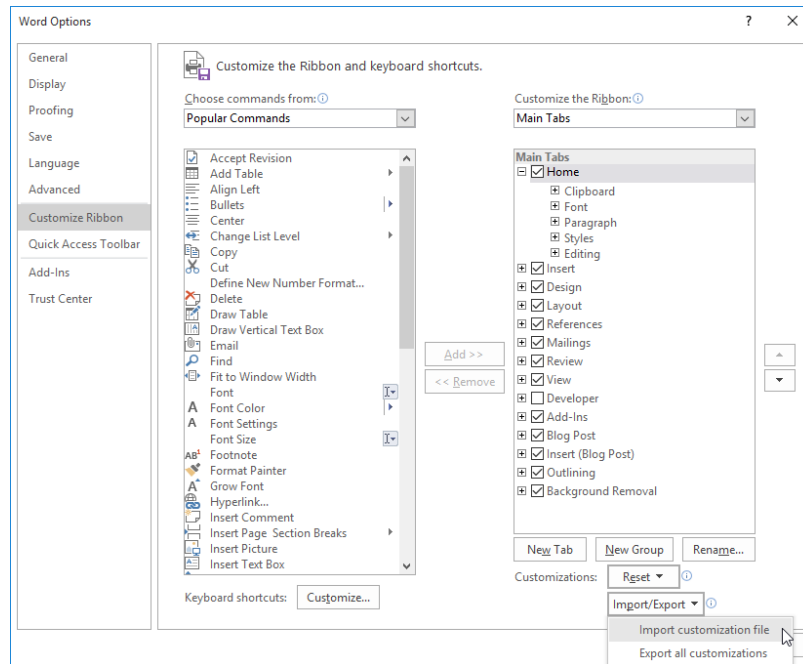 Word Options
?
General
Display
Proofing
Save
Language
Advanced
Customize Ribbon
Quick Access Toolbar
Add-Ins
Trust Center
Customize the Ribbon and keyboard shortcuts.
Choose commands from:
Popular Commands
Accept Revision
Add Table
Align Left
Bullets
Center
Change List Level
Copy
Cut
Define New Number Format...
Delete
Draw Table
Draw Vertical Text Box
Email
Find
Fit to Window Width
Font
Font Color
Font Settings
Font Size
Footnote
Format Painter
Grow Font
Hyperlink...
Insert Comment
Insert Page Section Breaks
Insert Picture
Insert Text Box
Keyboard shortcuts: Customize...
Add >>
<< Remove
Customize the Ribbon:
Main Tabs
Main Tabs
Home
Clipboard
Font
Paragraph
Styles
Editing
Insert
Design
Layout
References
Mailings
Review
View
Developer
Add-Ins
Blog Post
Insert (Blog Post)
Outlining
Background Removal
New Tab New Group Rename...
Customizations: Reset
Import/Export
Import customization file
Export all customizations